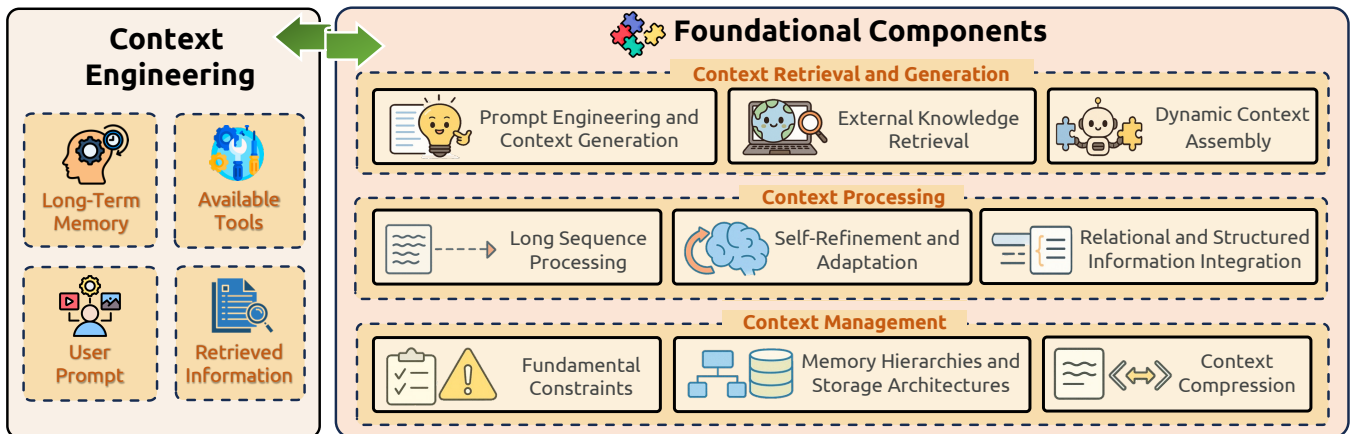 Context
Engineering
Long-Term
Memory
Available
Tools
User
Prompt
Retrieved
Information
Foundational Components
Context Retrieval and Generation
Prompt Engineering and
Context Generation
External Knowledge
Retrieval
Dynamic Context
Assembly
Context Processing
Long Sequence
Processing
Self-Refinement and
Adaptation
Relational and Structured
Information Integration
Context Management
Fundamental
Constraints
Memory Hierarchies and
Storage Architectures
Context
Compression